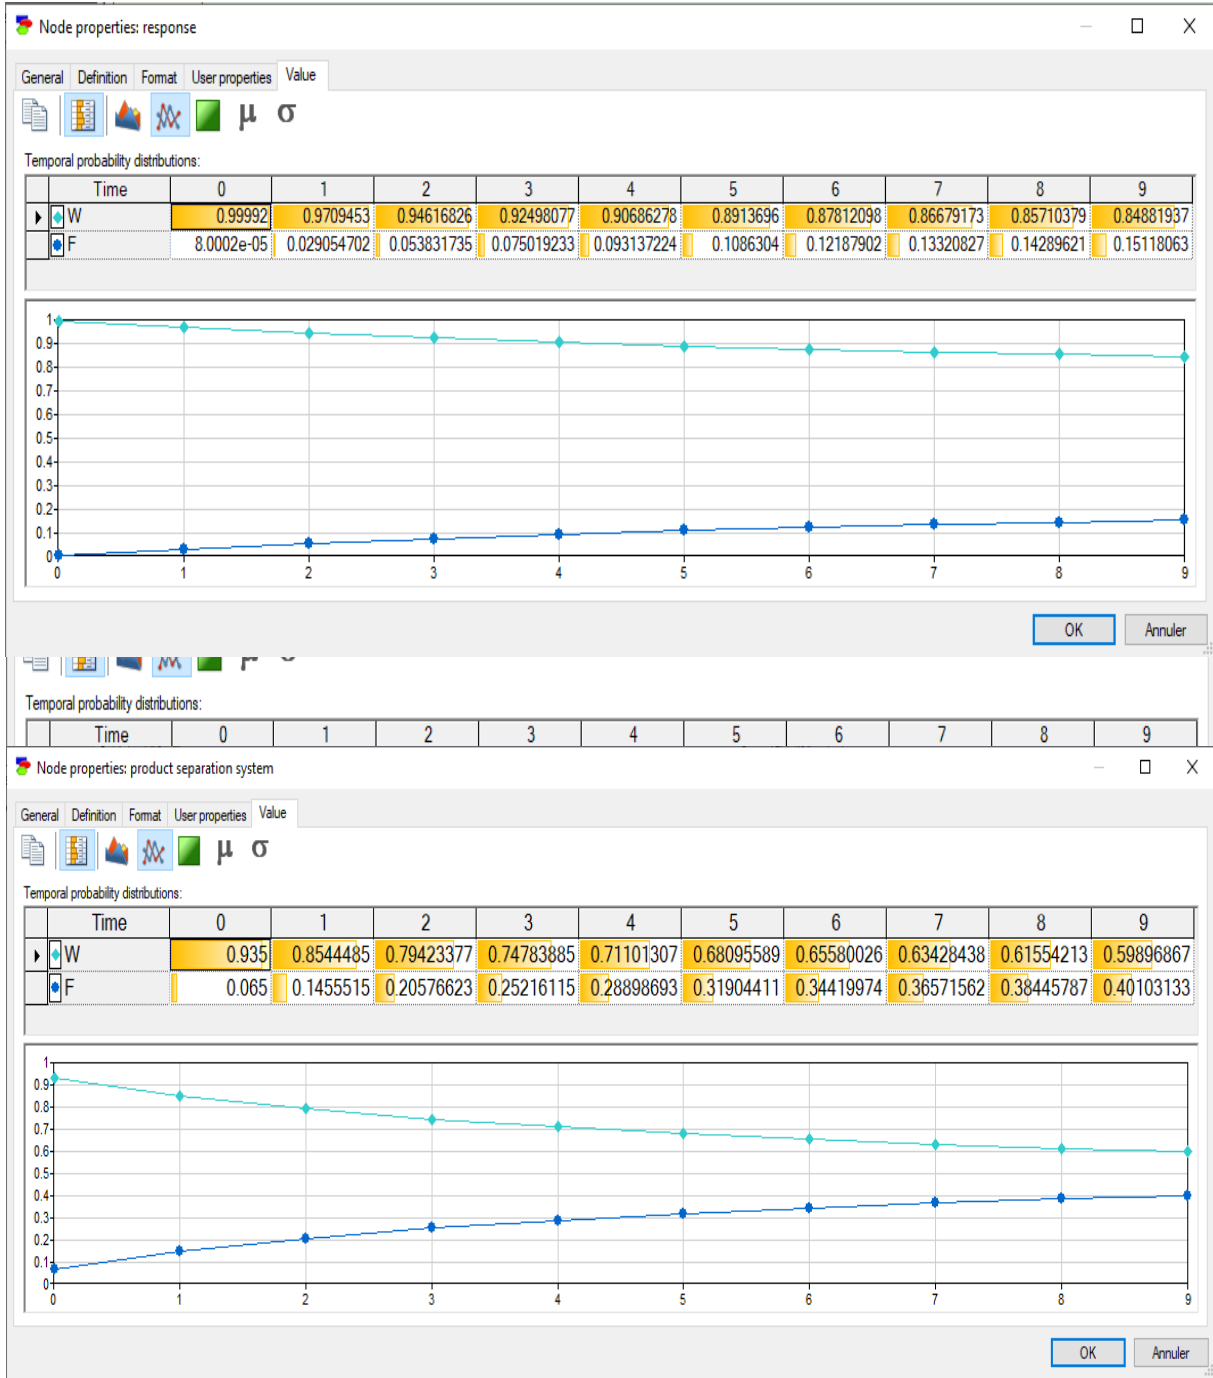 Node properties: response
General Definition Format User properties Value
μ σ
Temporal probability distributions:
Time 0 1 2 3 4 5 6 7 8 9
W 0.99992 0.9709453 0.94616826 0.92498077 0.90686278 0.8913696 0.87812098 0.86679173 0.85710379 0.84881937
F 8.0002e-05 0.029054702 0.053831735 0.075019233 0.093137224 0.1086304 0.12187902 0.13320827 0.14289621 0.15118063
1
0.9
0.8
0.7
0.6
0.5
0.4
0.3
0.2
0.1
0
0 1 2 3 4 5 6 7 8 9
OK Annuler
μ σ
Temporal probability distributions:
Time 0 1 2 3 4 5 6 7 8 9
Node properties: product separation system
General Definition Format User properties Value
μ σ
Temporal probability distributions:
Time 0 1 2 3 4 5 6 7 8 9
W 0.935 0.8544485 0.79423377 0.74783885 0.71101307 0.68095589 0.65580026 0.63428438 0.61554213 0.59896867
F 0.065 0.1455515 0.20576623 0.25216115 0.28898693 0.31904411 0.34419974 0.36571562 0.38445787 0.40103133
1
0.9
0.8
0.7
0.6
0.5
0.4
0.3
0.2
0.1
0
0 1 2 3 4 5 6 7 8 9
OK Annuler